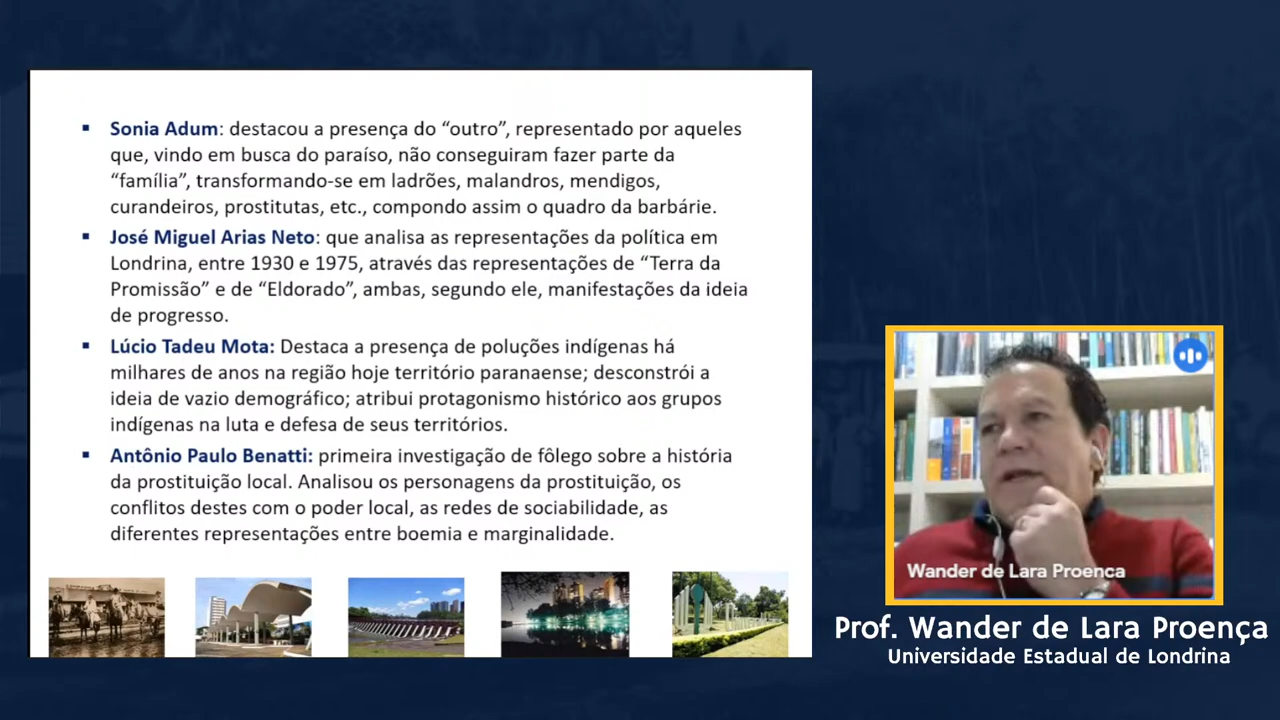 Sonia Adum: destacou a presença do “outro”, representado por aqueles
que, vindo em busca do paraíso, não conseguiram fazer parte da
“família”, transformando-se em ladrões, malandros, mendigos,
curandeiros, prostitutas, etc., compondo assim o quadro da barbárie.
José Miguel Arias Neto: que analisa as representações da política em
Londrina, entre 1930 e 1975, através das representações de “Terra da
Promissão” e de “Eldorado”, ambas, segundo ele, manifestações da ideia
de progresso.
Lúcio Tadeu Mota: Destaca a presença de poluções indígenas há
milhares de anos na região hoje território paranaense; desconstrói a
ideia de vazio demográfico; atribui protagonismo histórico aos grupos
indígenas na luta e defesa de seus territórios.
Antônio Paulo Benatti: primeira investigação de fôlego sobre a história
da prostituição local. Analisou os personagens da prostituição, os
conflitos destes com o poder local, as redes de sociabilidade, as
diferentes representações entre boemia e marginalidade.
Wander de Lara Proença
Prof. Wander de Lara Proença
Universidade Estadual de Londrina